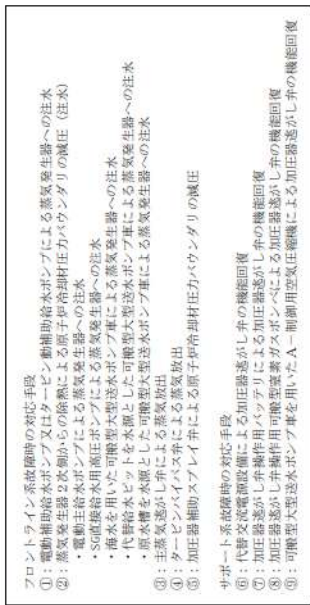 フロントライン系故障時の対応手段
①：電動補助給水ポンプ又はタービン動補助給水ポンプによる蒸気発生器への注水
②：蒸気発生器2次側からの除熱による原子炉冷却材圧力バウンダリの減圧（注水）
・電動主給水ポンプによる蒸気発生器への注水
・SG直接給水用高圧ポンプによる蒸気発生器への注水
・海水を用いた可搬型大型送水ポンプ車による蒸気発生器への注水
・代替給水ピットを水源とした可搬型大型送水ポンプ車による蒸気発生器への注水
・原水槽を水源とした可搬型大型送水ポンプ車による蒸気発生器への注水
③：主蒸気逃がし弁による蒸気放出
④：タービンバイパス弁による蒸気放出
⑤：加圧器補助スプレイ弁による原子炉冷却材圧力バウンダリの減圧
サポート系故障時の対応手段
⑥：代替交流電源設備による加圧器逃がし弁の機能回復
⑦：加圧器逃がし弁操作用バッテリによる加圧器逃がし弁の機能回復
⑧：加圧器逃がし弁操作用可搬型窒素ガスボンベによる加圧器逃がし弁の機能回復
⑨：可搬型大型送水ポンプ車を用いたA－制御用空気圧縮機による加圧器逃がし弁の機能回復